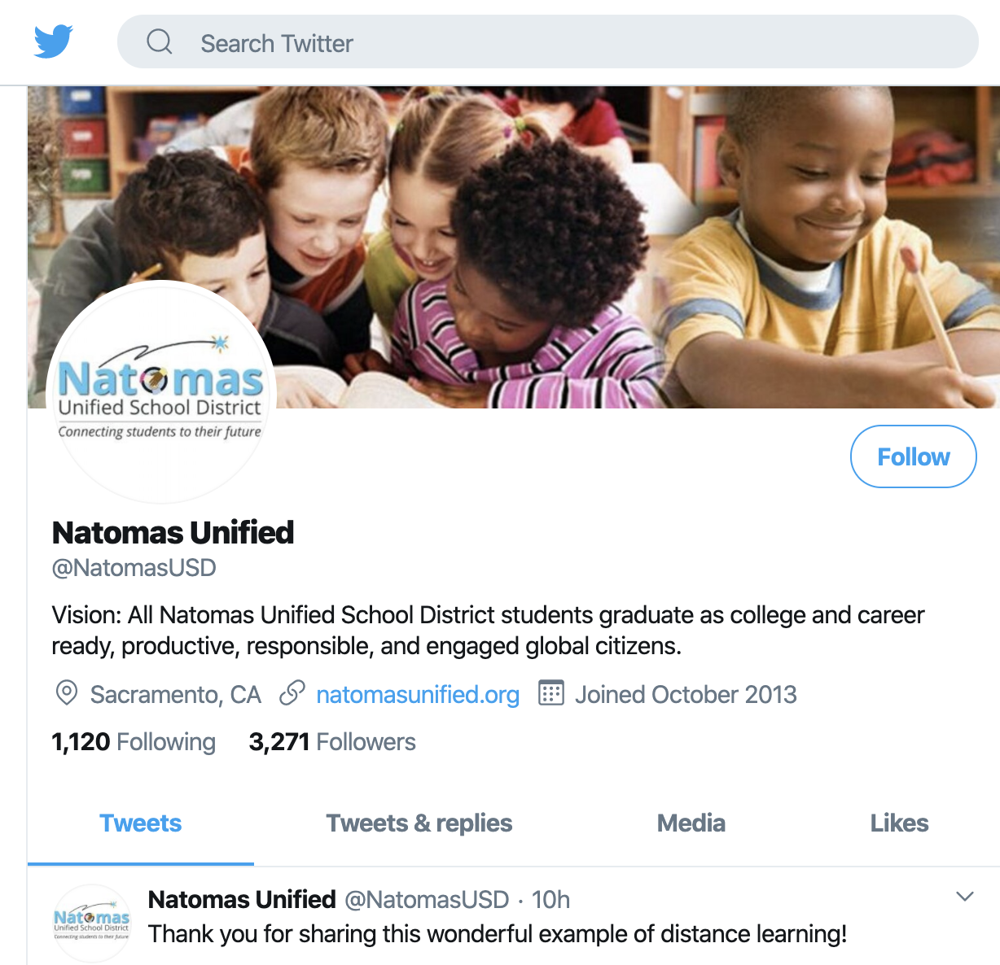 Search Twitter
Natomas
Unified School District
Connecting students to their future
Follow
Natomas Unified
@NatomasUSD
Vision: All Natomas Unified School District students graduate as college and career
ready, productive, responsible, and engaged global citizens.
Sacramento, CA natomasunified.org Joined October 2013
1,120 Following 3,271 Followers
Tweets Tweets & replies Media Likes
Natomas Unified @NatomasUSD · 10h
Thank you for sharing this wonderful example of distance learning!
Natomas
Unified School District
Connecting students to their future